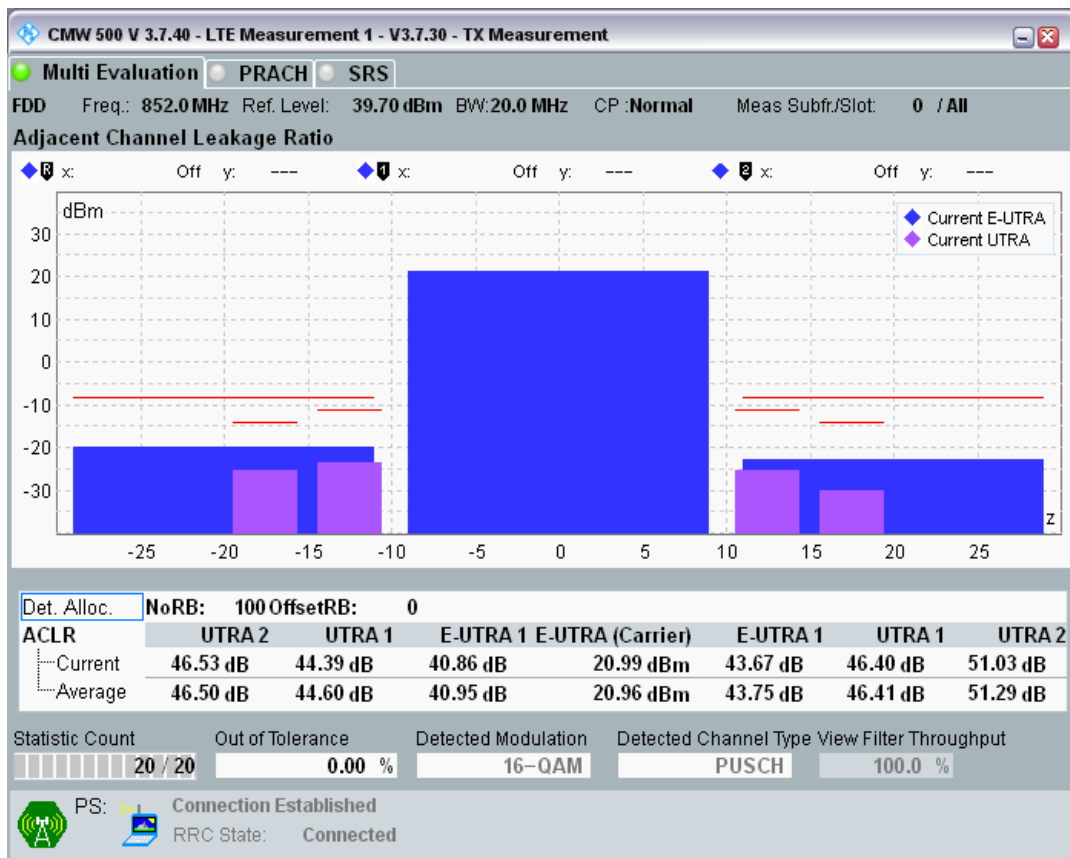 CMW 500 V 3.7.40 - LTE Measurement 1 - V3.7.30 - TX Measurement
Multi Evaluation PRACH SRS
FDD Freq.: 852.0 MHz Ref. Level: 39.70 dBm BW:20.0 MHz CP :Normal Meas Subfr./Slot: 0 / All
Adjacent Channel Leakage Ratio
R x: Off y: --- 1 x: Off y: --- 2 x: Off y: ---
dBm
Current E-UTRA
Current UTRA
30
20
10
0
-10
-20
-30
z
-25 -20 -15 -10 -5 0 5 10 15 20 25
Det. Alloc. NoRB: 100 OffsetRB: 0
ACLR UTRA 2 UTRA 1 E-UTRA 1 E-UTRA (Carrier) E-UTRA 1 UTRA 1 UTRA 2
Current 46.53 dB 44.39 dB 40.86 dB 20.99 dBm 43.67 dB 46.40 dB 51.03 dB
Average 46.50 dB 44.60 dB 40.95 dB 20.96 dBm 43.75 dB 46.41 dB 51.29 dB
Statistic Count Out of Tolerance Detected Modulation Detected Channel Type View Filter Throughput
20 / 20 0.00 % 16-QAM PUSCH 100.0 %
PS: Connection Established
RRC State: Connected